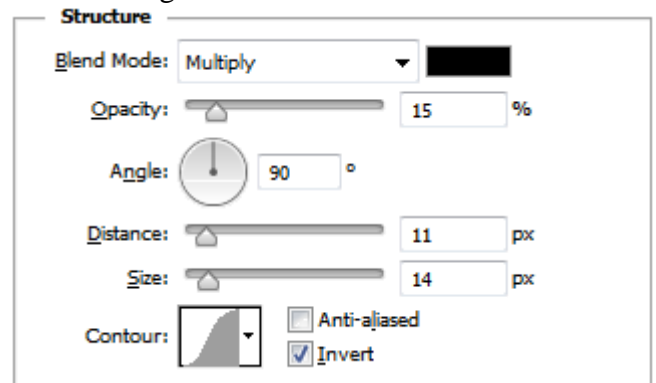 Structure
Blend Mode: Multiply
Opacity: 15 %
Angle: 90 °
Distance: 11 px
Size: 14 px
Contour: Anti-aliased
Invert